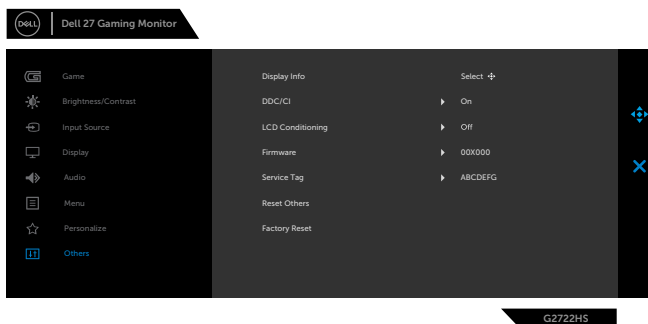 DELL
Dell 27 Gaming Monitor
Game
Display Info Select
Brightness/Contrast
DDC/CI On
Input Source
LCD Conditioning Off
Display
Firmware 00X000
Audio
Service Tag ABCDEFG
Menu
Reset Others
Personalize
Factory Reset
Others
G2722HS